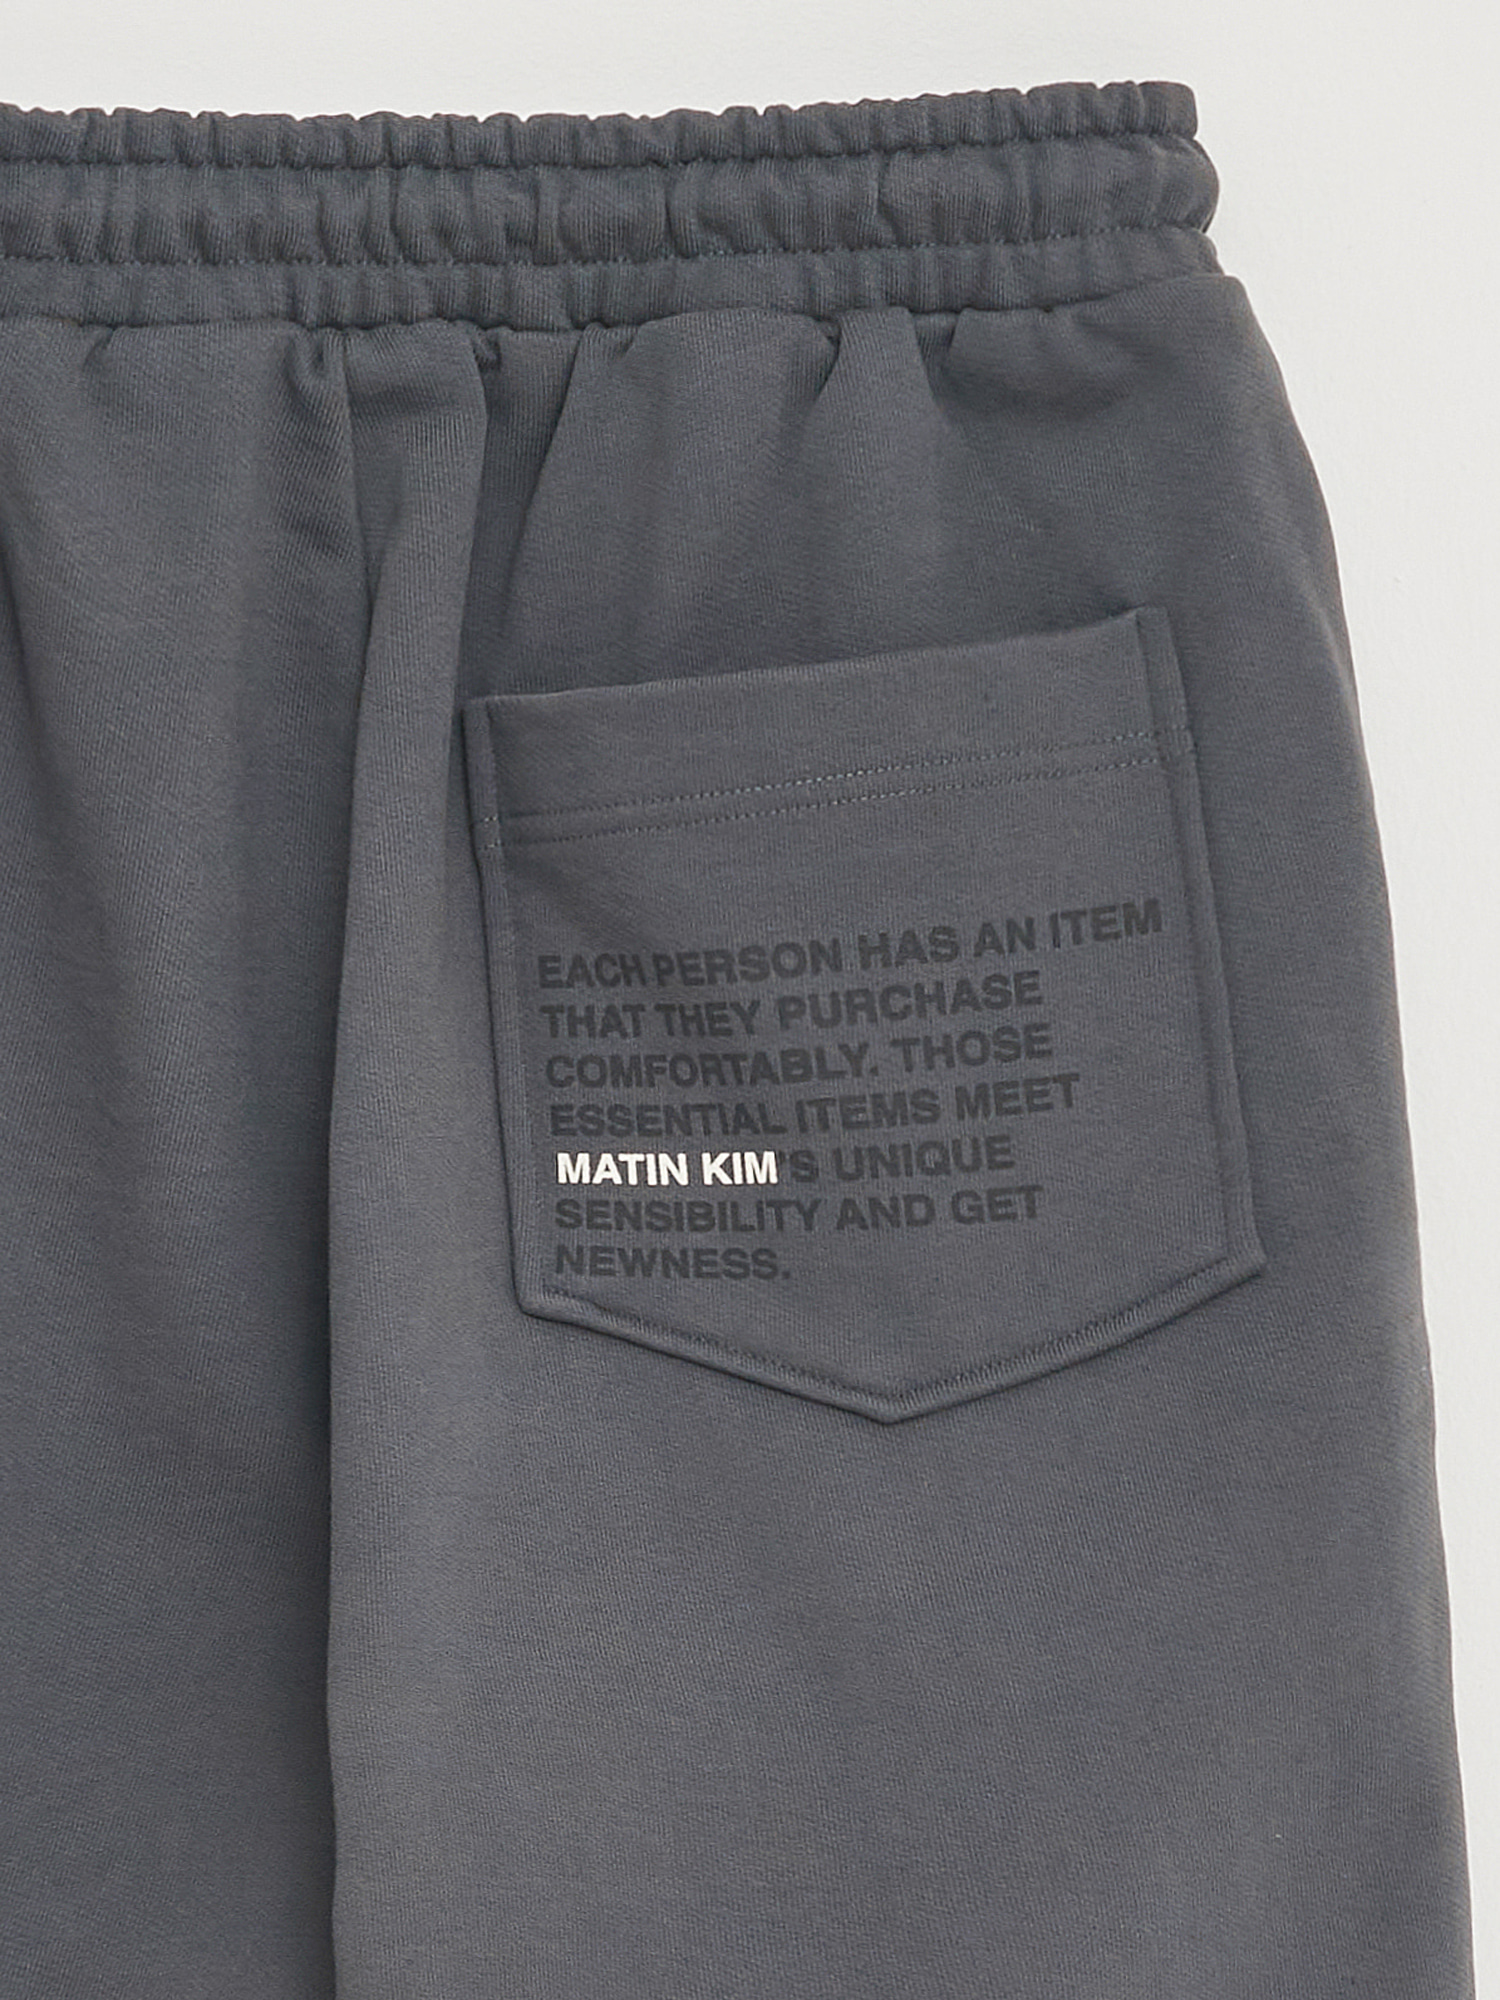 EACH PERSON HAS AN ITEM
THAT THEY PURCHASE
COMFORTABLY. THOSE
ESSENTIAL ITEMS MEET
MATIN KIM'S UNIQUE
SENSIBILITY AND GET
NEWNESS.